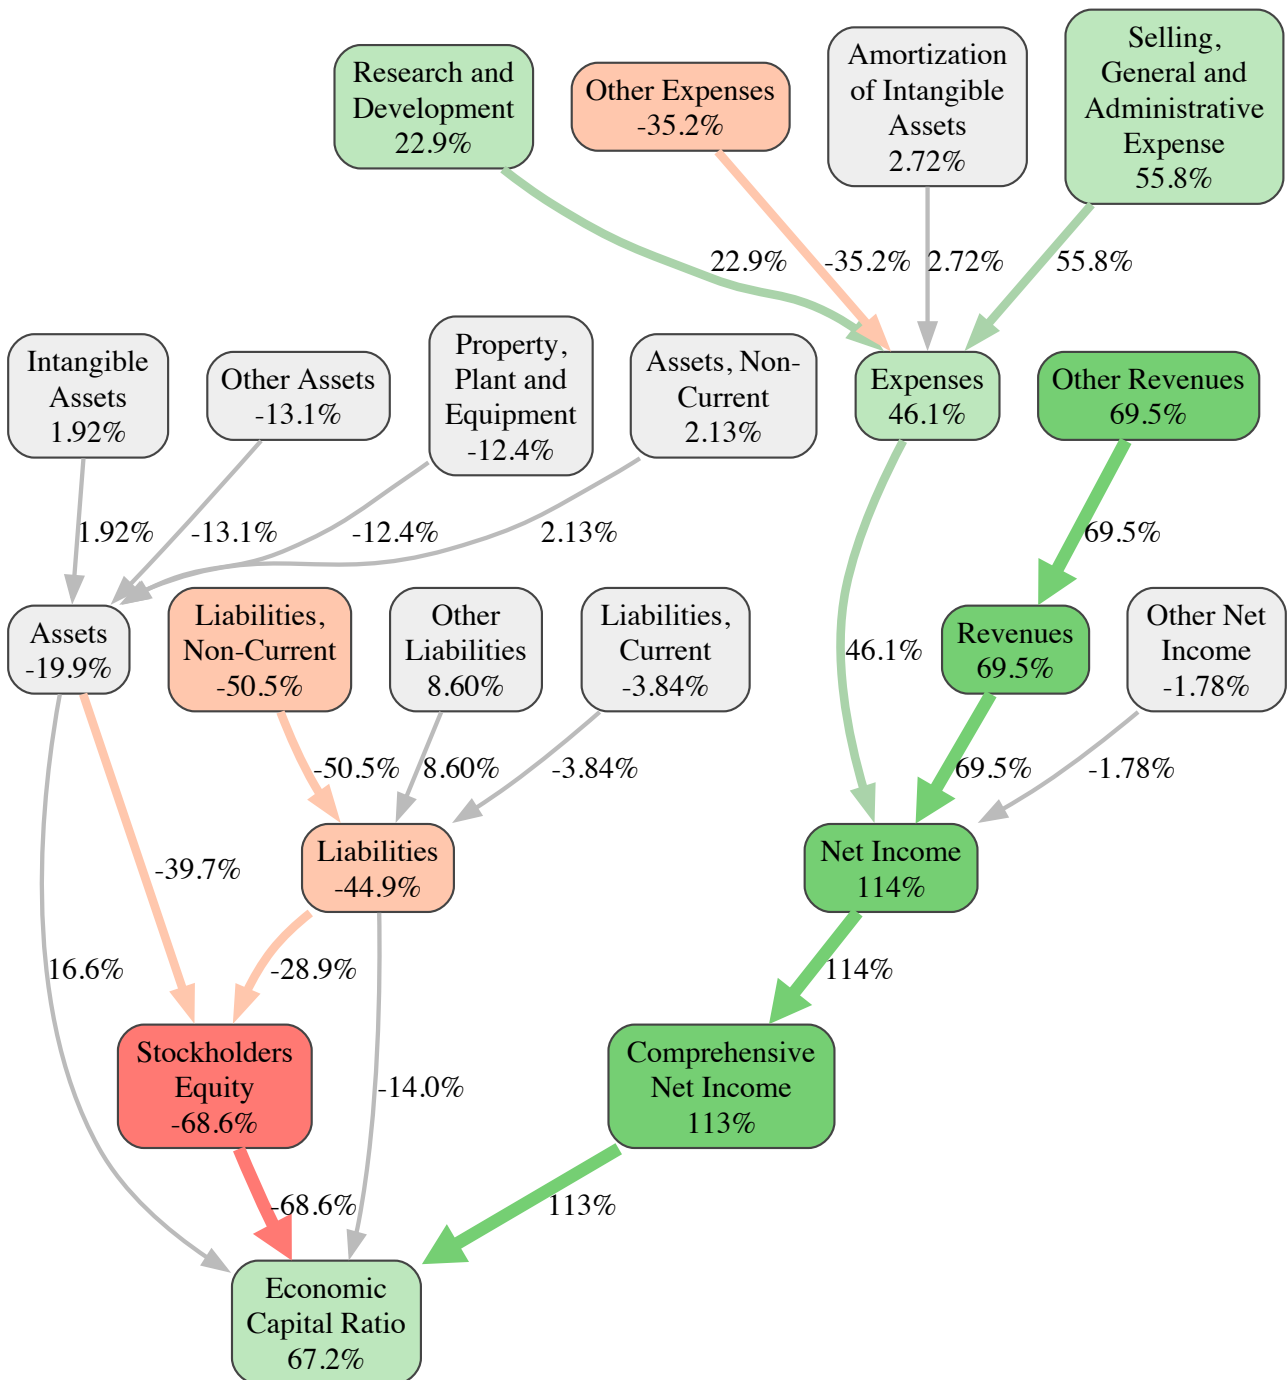 Research and
Development
22.9%
Other Expenses
-35.2%
Amortization
of Intangible
Assets
2.72%
Selling,
General and
Administrative
Expense
55.8%
22.9%
-35.2%
2.72%
55.8%
Intangible
Assets
1.92%
Other Assets
-13.1%
Property,
Plant and
Equipment
-12.4%
Assets, Non-
Current
2.13%
Expenses
46.1%
Other Revenues
69.5%
1.92%
-13.1%
-12.4%
2.13%
69.5%
Assets
-19.9%
Liabilities,
Non-Current
-50.5%
Other
Liabilities
8.60%
Liabilities,
Current
-3.84%
46.1%
Revenues
69.5%
Other Net
Income
-1.78%
-50.5%
8.60%
-3.84%
69.5%
-1.78%
-39.7%
Liabilities
-44.9%
Net Income
114%
16.6%
-28.9%
114%
Stockholders
Equity
-68.6%
-14.0%
Comprehensive
Net Income
113%
-68.6%
113%
Economic
Capital Ratio
67.2%